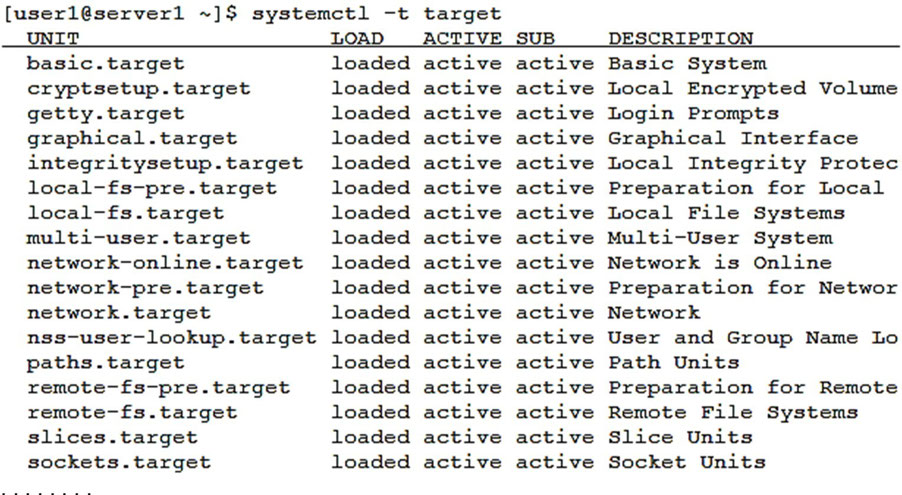 [user1@server1 ~]$ systemctl -t target
UNIT LOAD ACTIVE SUB DESCRIPTION
basic.target loaded active active Basic System
cryptsetup.target loaded active active Local Encrypted Volume
getty.target loaded active active Login Prompts
graphical.target loaded active active Graphical Interface
integritysetup.target loaded active active Local Integrity Protec
local-fs-pre.target loaded active active Preparation for Local
local-fs.target loaded active active Local File Systems
multi-user.target loaded active active Multi-User System
network-online.target loaded active active Network is Online
network-pre.target loaded active active Preparation for Networ
network.target loaded active active Network
nss-user-lookup.target loaded active active User and Group Name Lo
paths.target loaded active active Path Units
remote-fs-pre.target loaded active active Preparation for Remote
remote-fs.target loaded active active Remote File Systems
slices.target loaded active active Slice Units
sockets.target loaded active active Socket Units
........